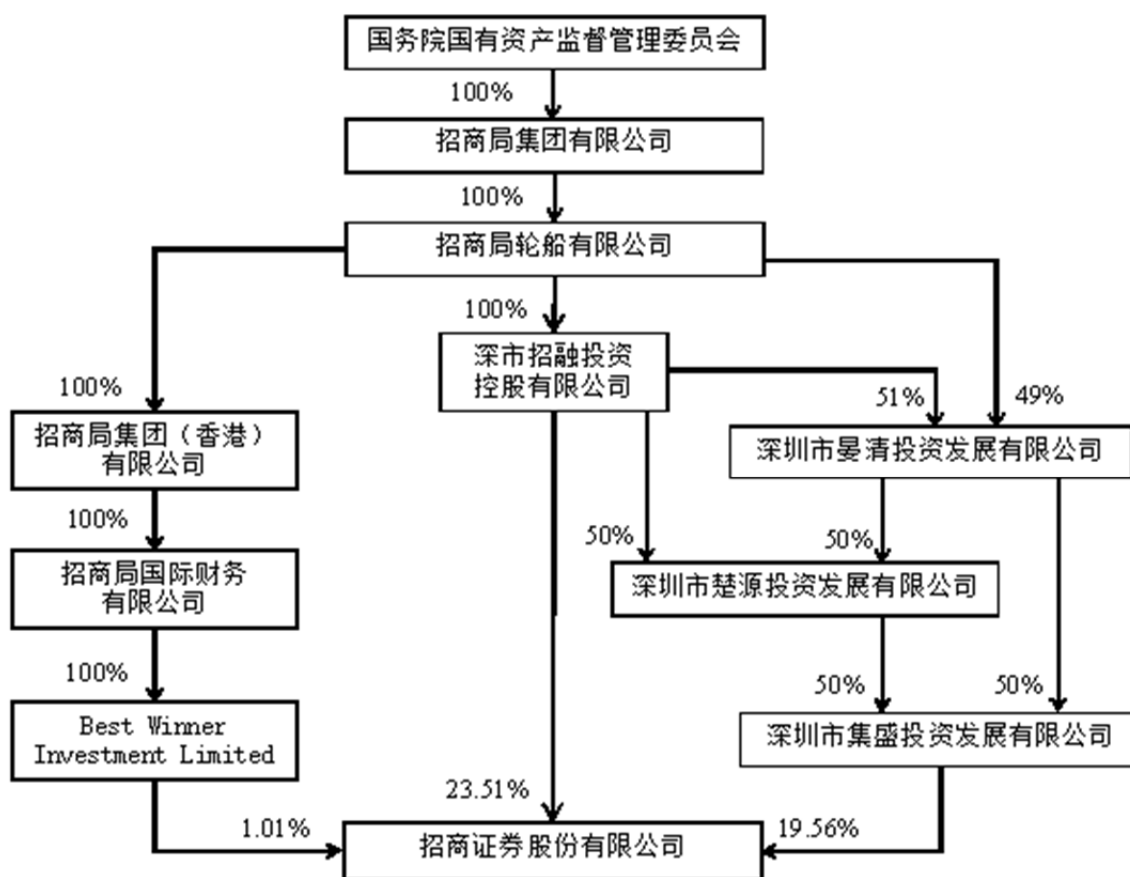 国务院国有资产监督管理委员会
100%
招商局集团有限公司
100%
招商局轮船有限公司
100%
深市招融投资
控股有限公司
100%
51%
49%
招商局集团（香港）
有限公司
深圳市晏清投资发展有限公司
100%
50%
50%
招商局国际财务
有限公司
深圳市楚源投资发展有限公司
100%
50%
50%
Best Winner
Investment Limited
深圳市集盛投资发展有限公司
23.51%
1.01%
19.56%
招商证券股份有限公司